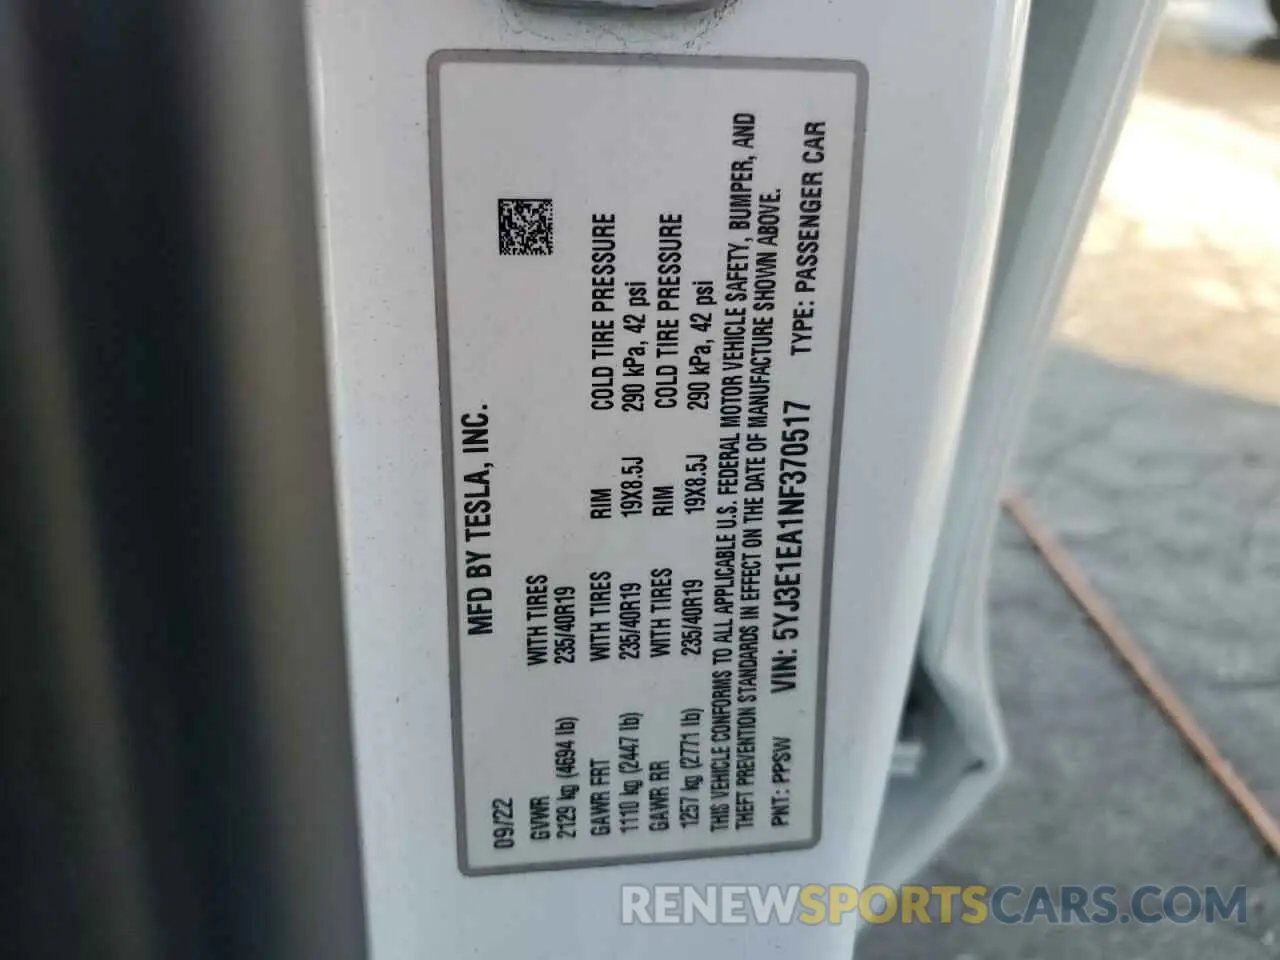 MFD BY TESLA, INC.
09/22
GVWR WITH TIRES
2129 kg (4694 lb) 235/40R19
GAWR FRT WITH TIRES RIM COLD TIRE PRESSURE
1110 kg (2447 lb) 235/40R19 19X8.5J 290 kPa, 42 psi
GAWR RR WITH TIRES RIM COLD TIRE PRESSURE
1257 kg (2771 lb) 235/40R19 19X8.5J 290 kPa, 42 psi
THIS VEHICLE CONFORMS TO ALL APPLICABLE U.S. FEDERAL MOTOR VEHICLE SAFETY, BUMPER, AND
THEFT PREVENTION STANDARDS IN EFFECT ON THE DATE OF MANUFACTURE SHOWN ABOVE.
PNT: PPSW VIN: 5YJ3E1EA1NF370517 TYPE: PASSENGER CAR
RENEWSPORTSCARS.COM